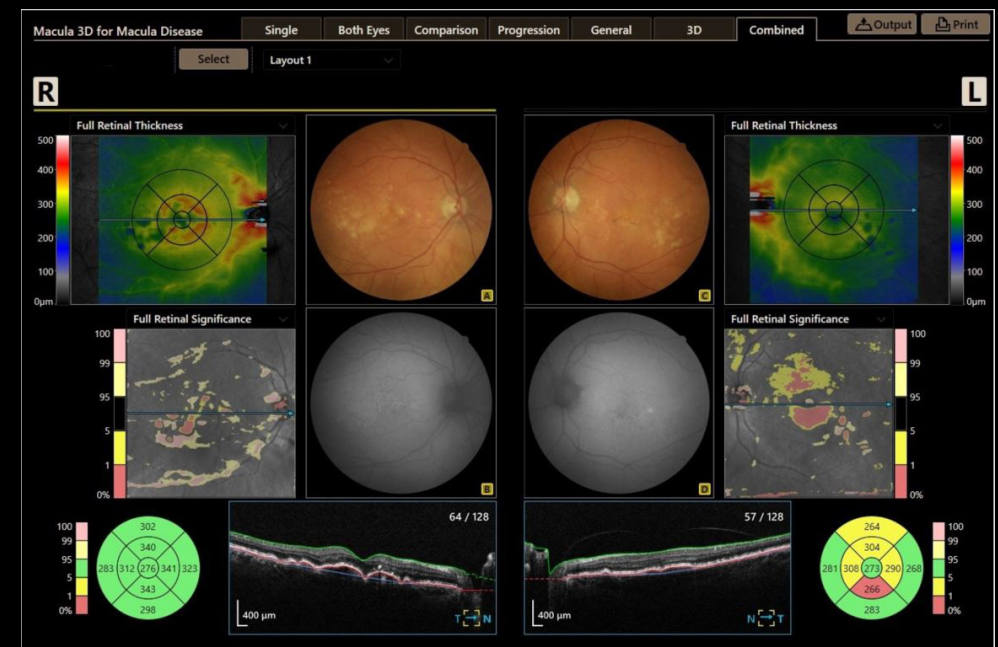 Macula 3D for Macula Disease
Single
Both Eyes
Comparison
Progression
General
3D
Combined
Output
Print
Select
Layout 1
R
L
Full Retinal Thickness
500
400
300
200
100
0μm
A
C
Full Retinal Thickness
500
400
300
200
100
0μm
Full Retinal Significance
100
99
95
5
1
0%
B
D
Full Retinal Significance
100
99
95
5
1
0%
100
99
95
5
1
0%
302
340
283 312 276 341 323
343
298
64 / 128
400 μm
T N
57 / 128
400 μm
N T
264
304
281 308 273 290 268
266
283
100
99
95
5
1
0%